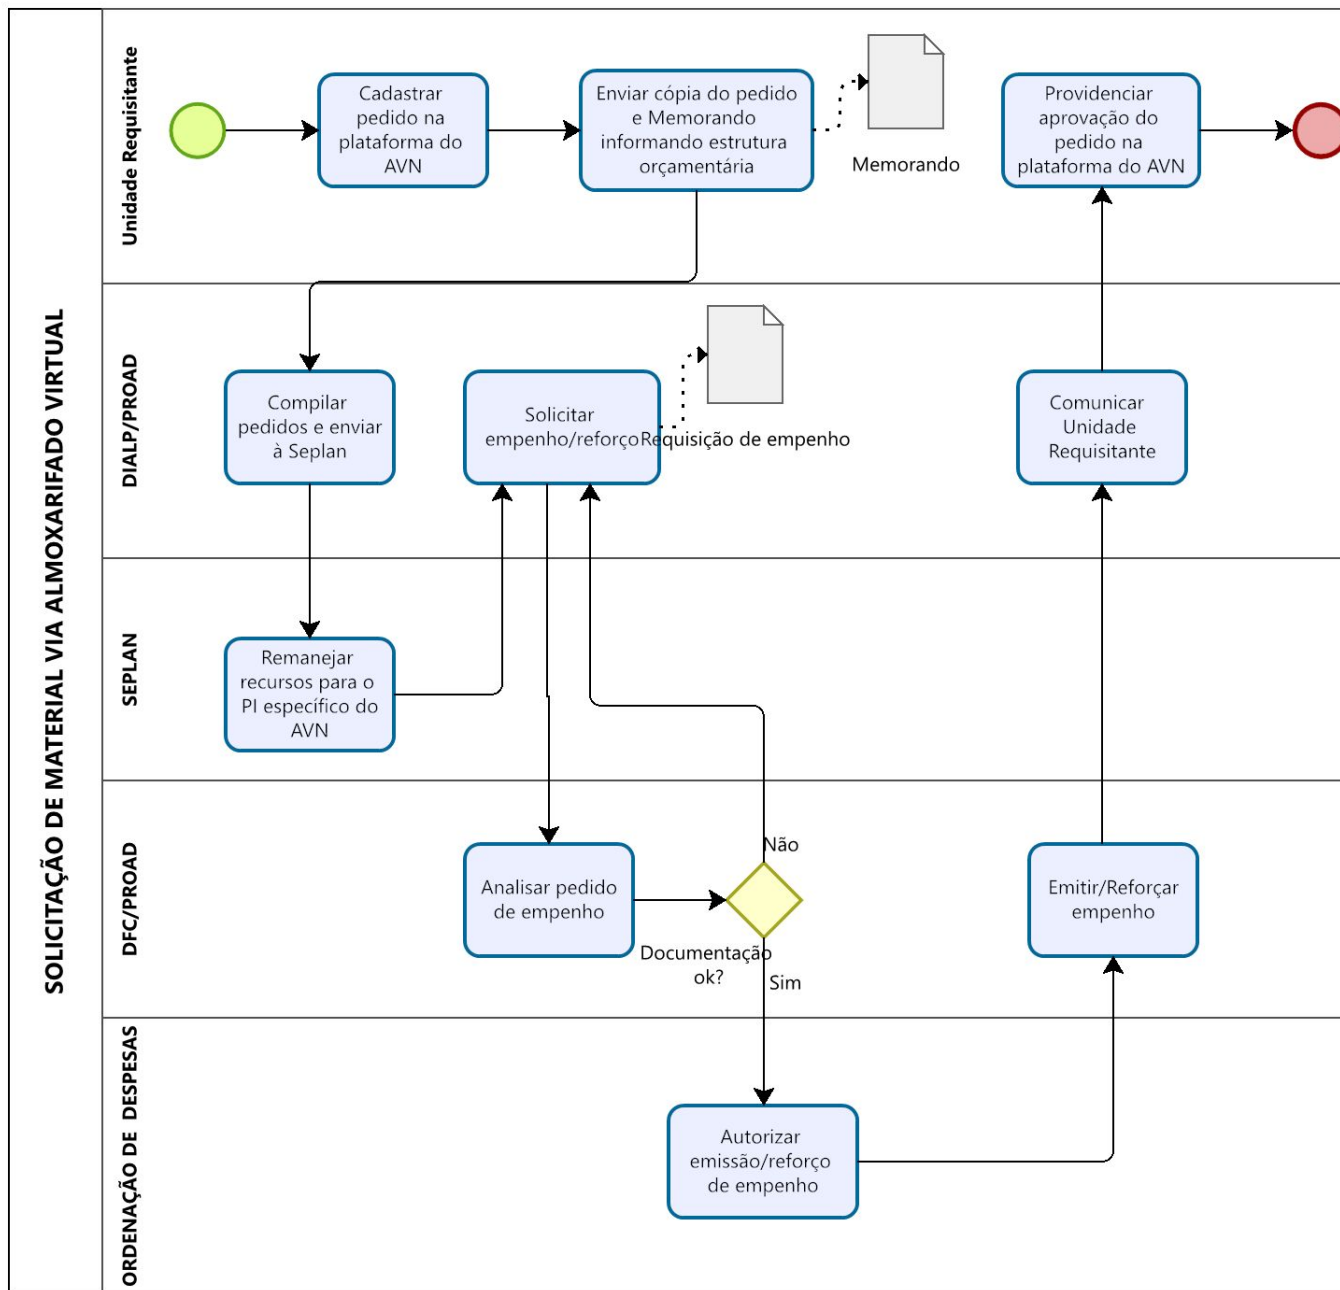 SOLICITAÇÃO DE MATERIAL VIA ALMOXARIFADO VIRTUAL
Unidade Requisitante
Cadastrar
pedido na
plataforma do
AVN
Enviar cópia do pedido
e Memorando
informando estrutura
orçamentária
Memorando
Providenciar
aprovação do
pedido na
plataforma do AVN
DIALP/PROAD
Compilar
pedidos e enviar
à Seplan
Solicitar
empenho/reforço
Requisição de empenho
Comunicar
Unidade
Requisitante
SEPLAN
Remanejar
recursos para o
PI específico do
AVN
DFC/PROAD
Analisar pedido
de empenho
Não
Documentação
ok?
Sim
Emitir/Reforçar
empenho
ORDENAÇÃO DE DESPESAS
Autorizar
emissão/reforço
de empenho